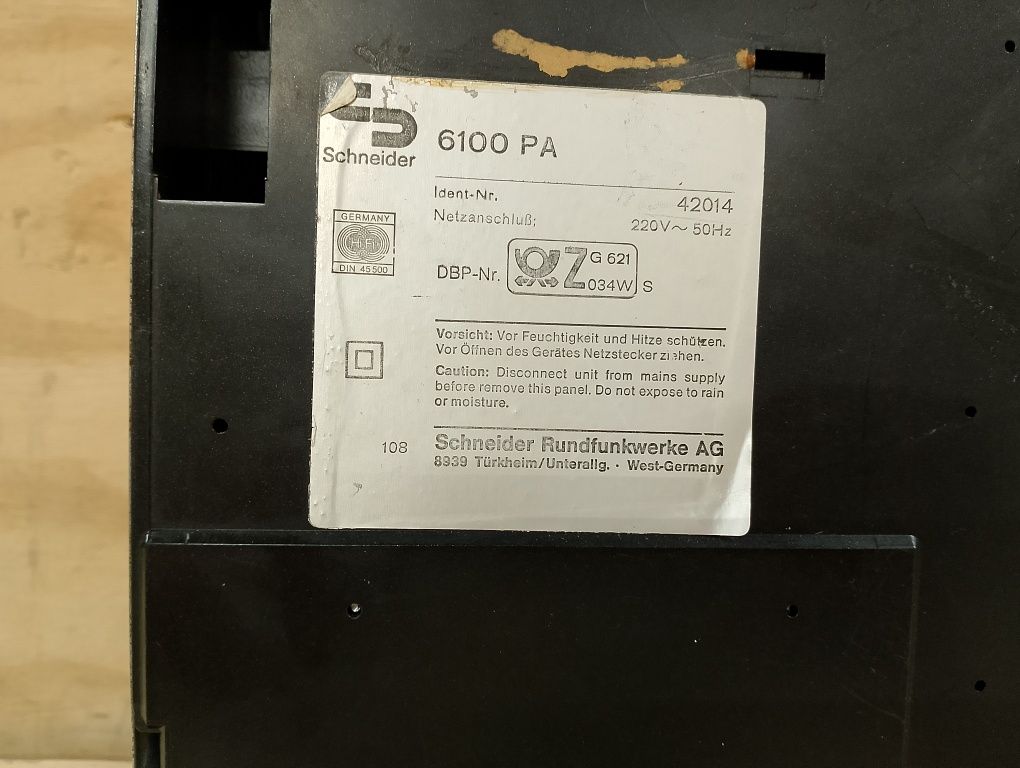 Schneider
6100 PA
Ident-Nr. 42014
Netzanschluß: 220V~ 50Hz
GERMANY
Hi-Fi
DIN 45500
DBP-Nr. Z G 621
034W S
Vorsicht: Vor Feuchtigkeit und Hitze schützen.
Vor Öffnen des Gerätes Netzstecker ziehen.
Caution: Disconnect unit from mains supply
before remove this panel. Do not expose to rain
or moisture.
108
Schneider Rundfunkwerke AG
8939 Türkheim/Unterallg. · West-Germany